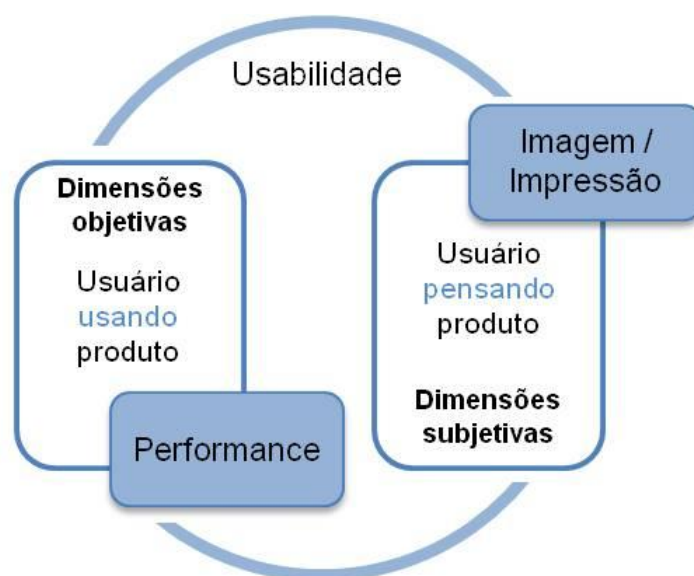 Usabilidade
Dimensões
objetivas
Usuário
usando
produto
Performance
Imagem /
Impressão
Usuário
pensando
produto
Dimensões
subjetivas